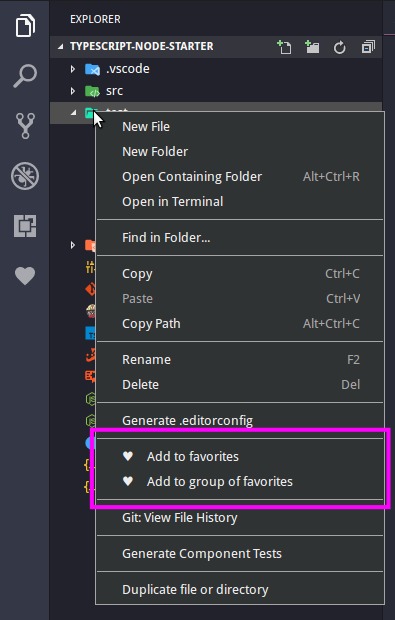 EXPLORER
TYPESCRIPT-NODE-STARTER
.vscode
src
test
New File
New Folder
Open Containing Folder Alt+Ctrl+R
Open in Terminal
Find in Folder...
Copy Ctrl+C
Paste Ctrl+V
Copy Path Alt+Ctrl+C
Rename F2
Delete Del
Generate .editorconfig
♥ Add to favorites
♥ Add to group of favorites
Git: View File History
Generate Component Tests
Duplicate file or directory